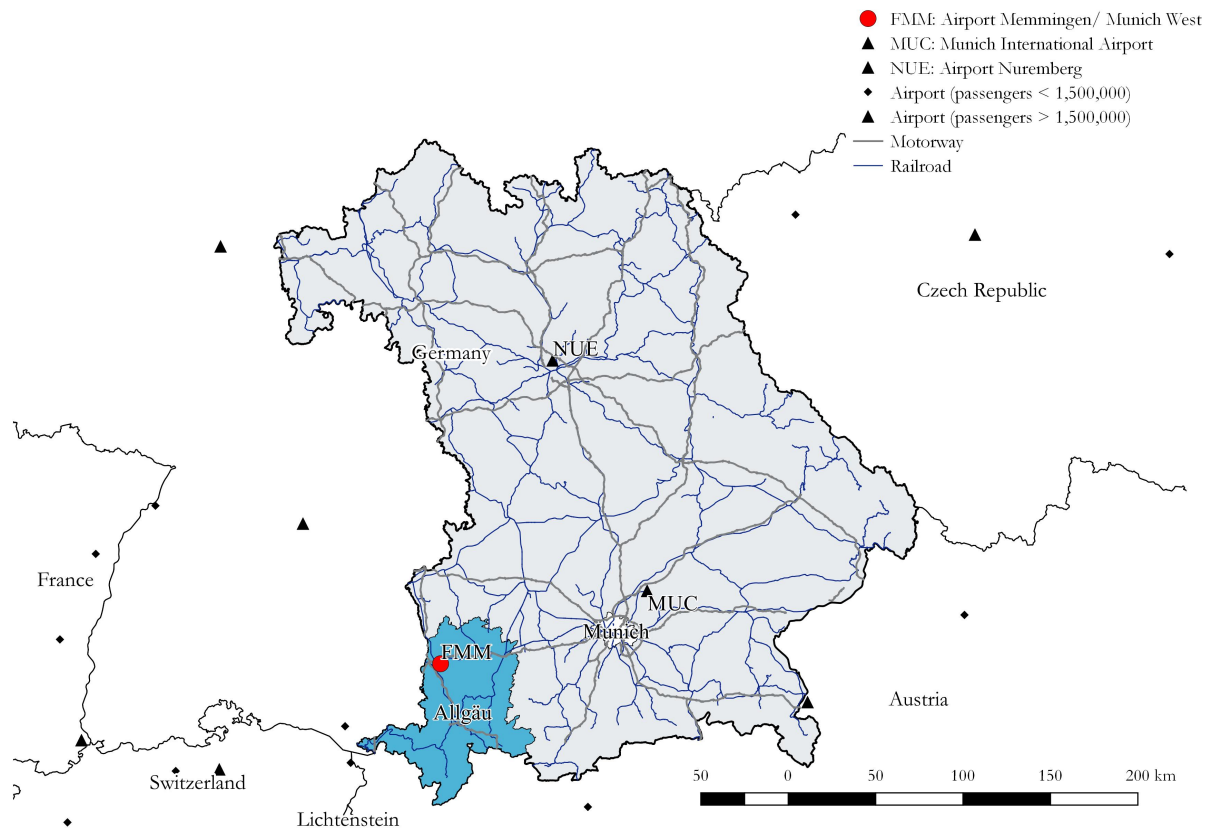 FMM: Airport Memmingen/ Munich West
MUC: Munich International Airport
NUE: Airport Nuremberg
Airport (passengers < 1,500,000)
Airport (passengers > 1,500,000)
Motorway
Railroad
Czech Republic
NUE
Germany
France
MUC
Munich
FMM
Austria
Allgäu
Switzerland
50 0 50 100 150 200 km
Lichtenstein